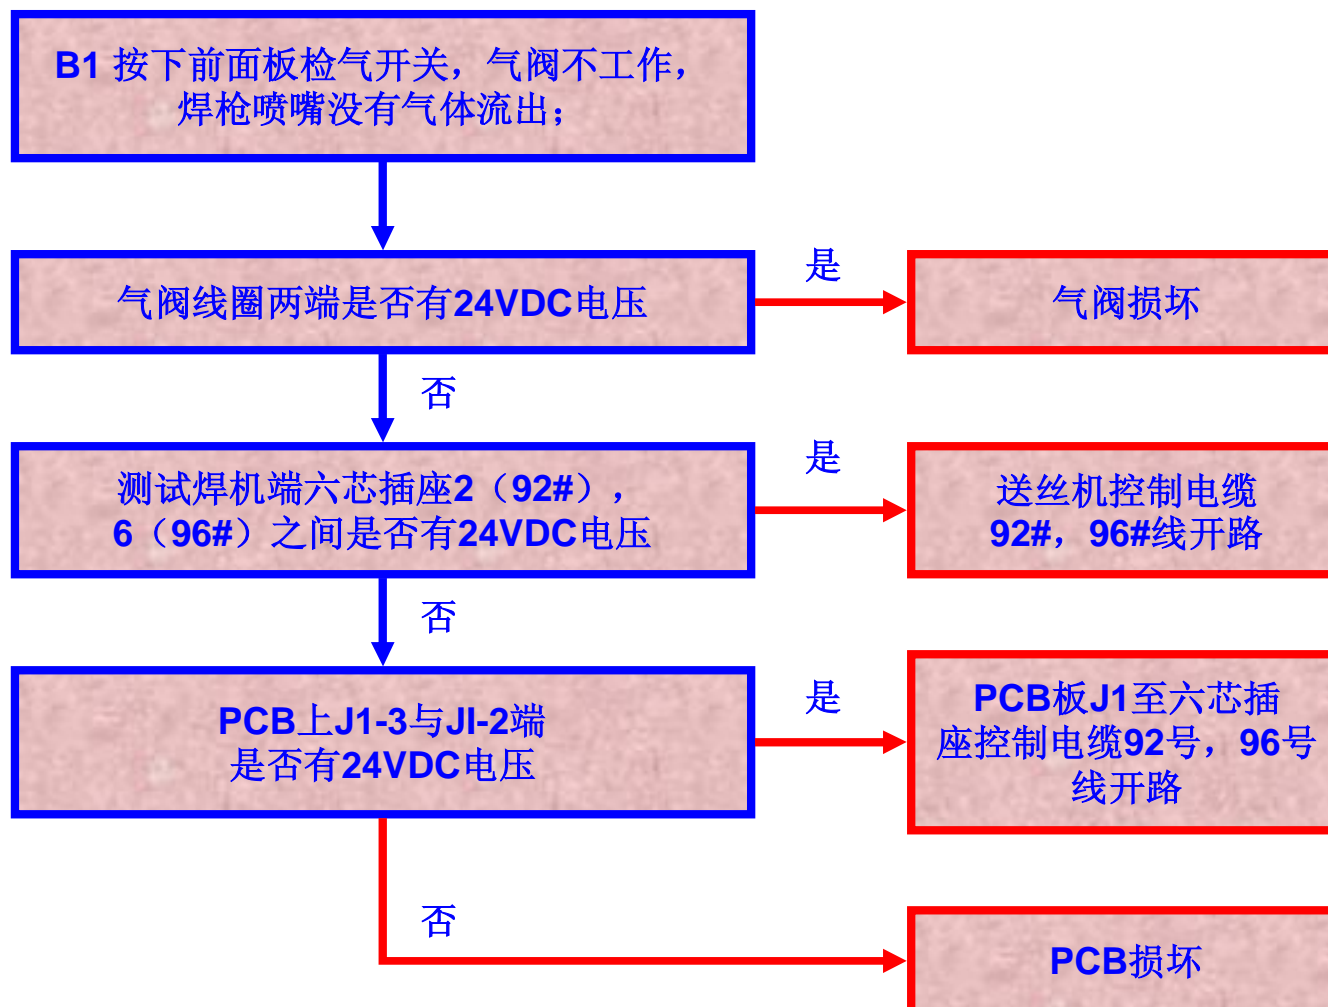 B1 按下前面板检气开关，气阀不工作，
焊枪喷嘴没有气体流出；
气阀线圈两端是否有24VDC电压
是
气阀损坏
否
测试焊机端六芯插座2（92#），
6（96#）之间是否有24VDC电压
是
送丝机控制电缆
92#，96#线开路
否
PCB上J1-3与JI-2端
是否有24VDC电压
是
PCB板J1至六芯插
座控制电缆92号，96号
线开路
否
PCB损坏